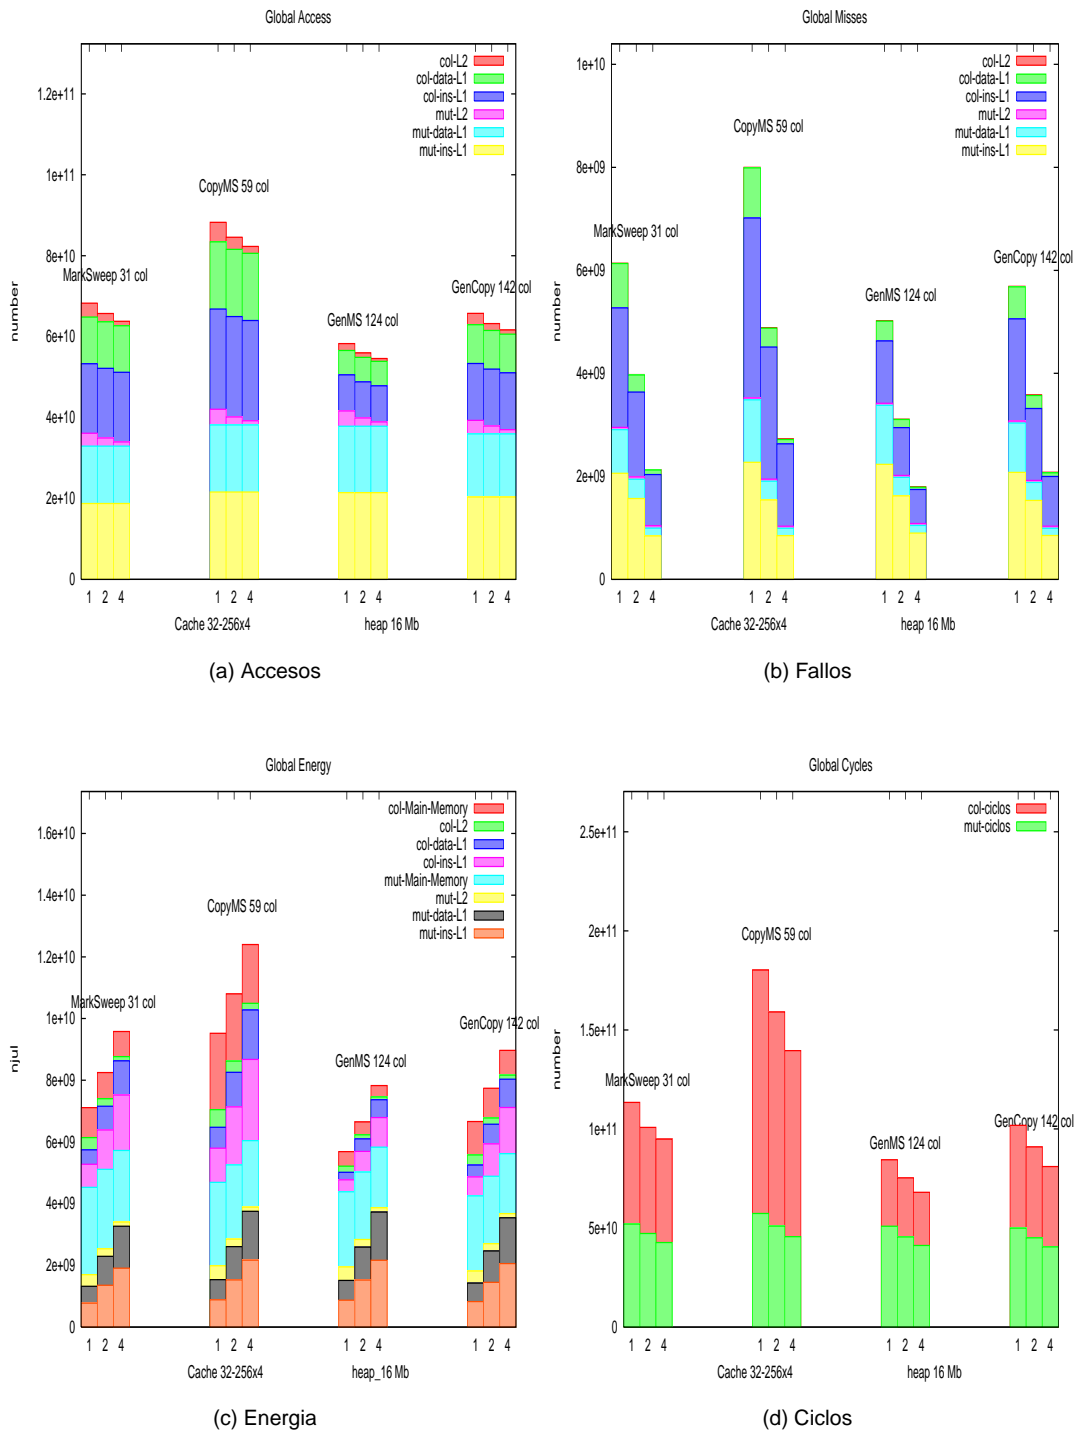 Global Access
col-L2
col-data-L1
col-ins-L1
mut-L2
mut-data-L1
mut-ins-L1
1.2e+11
1e+11
8e+10
6e+10
4e+10
2e+10
0
number
MarkSweep 31 col
CopyMS 59 col
GenMS 124 col
GenCopy 142 col
1 2 4 1 2 4 1 2 4 1 2 4
Cache 32-256x4 heap 16 Mb
(a) Accesos
Global Misses
col-L2
col-data-L1
col-ins-L1
mut-L2
mut-data-L1
mut-ins-L1
1e+10
8e+09
6e+09
4e+09
2e+09
0
number
MarkSweep 31 col
CopyMS 59 col
GenMS 124 col
GenCopy 142 col
1 2 4 1 2 4 1 2 4 1 2 4
Cache 32-256x4 heap 16 Mb
(b) Fallos
Global Energy
col-Main-Memory
col-L2
col-data-L1
col-ins-L1
mut-Main-Memory
mut-L2
mut-data-L1
mut-ins-L1
1.6e+10
1.4e+10
1.2e+10
1e+10
8e+09
6e+09
4e+09
2e+09
0
njul
MarkSweep 31 col
CopyMS 59 col
GenMS 124 col
GenCopy 142 col
1 2 4 1 2 4 1 2 4 1 2 4
Cache 32-256x4 heap_16 Mb
(c) Energia
Global Cycles
col-ciclos
mut-ciclos
2.5e+11
2e+11
1.5e+11
1e+11
5e+10
0
number
MarkSweep 31 col
CopyMS 59 col
GenMS 124 col
GenCopy 142 col
1 2 4 1 2 4 1 2 4 1 2 4
Cache 32-256x4 heap 16 Mb
(d) Ciclos